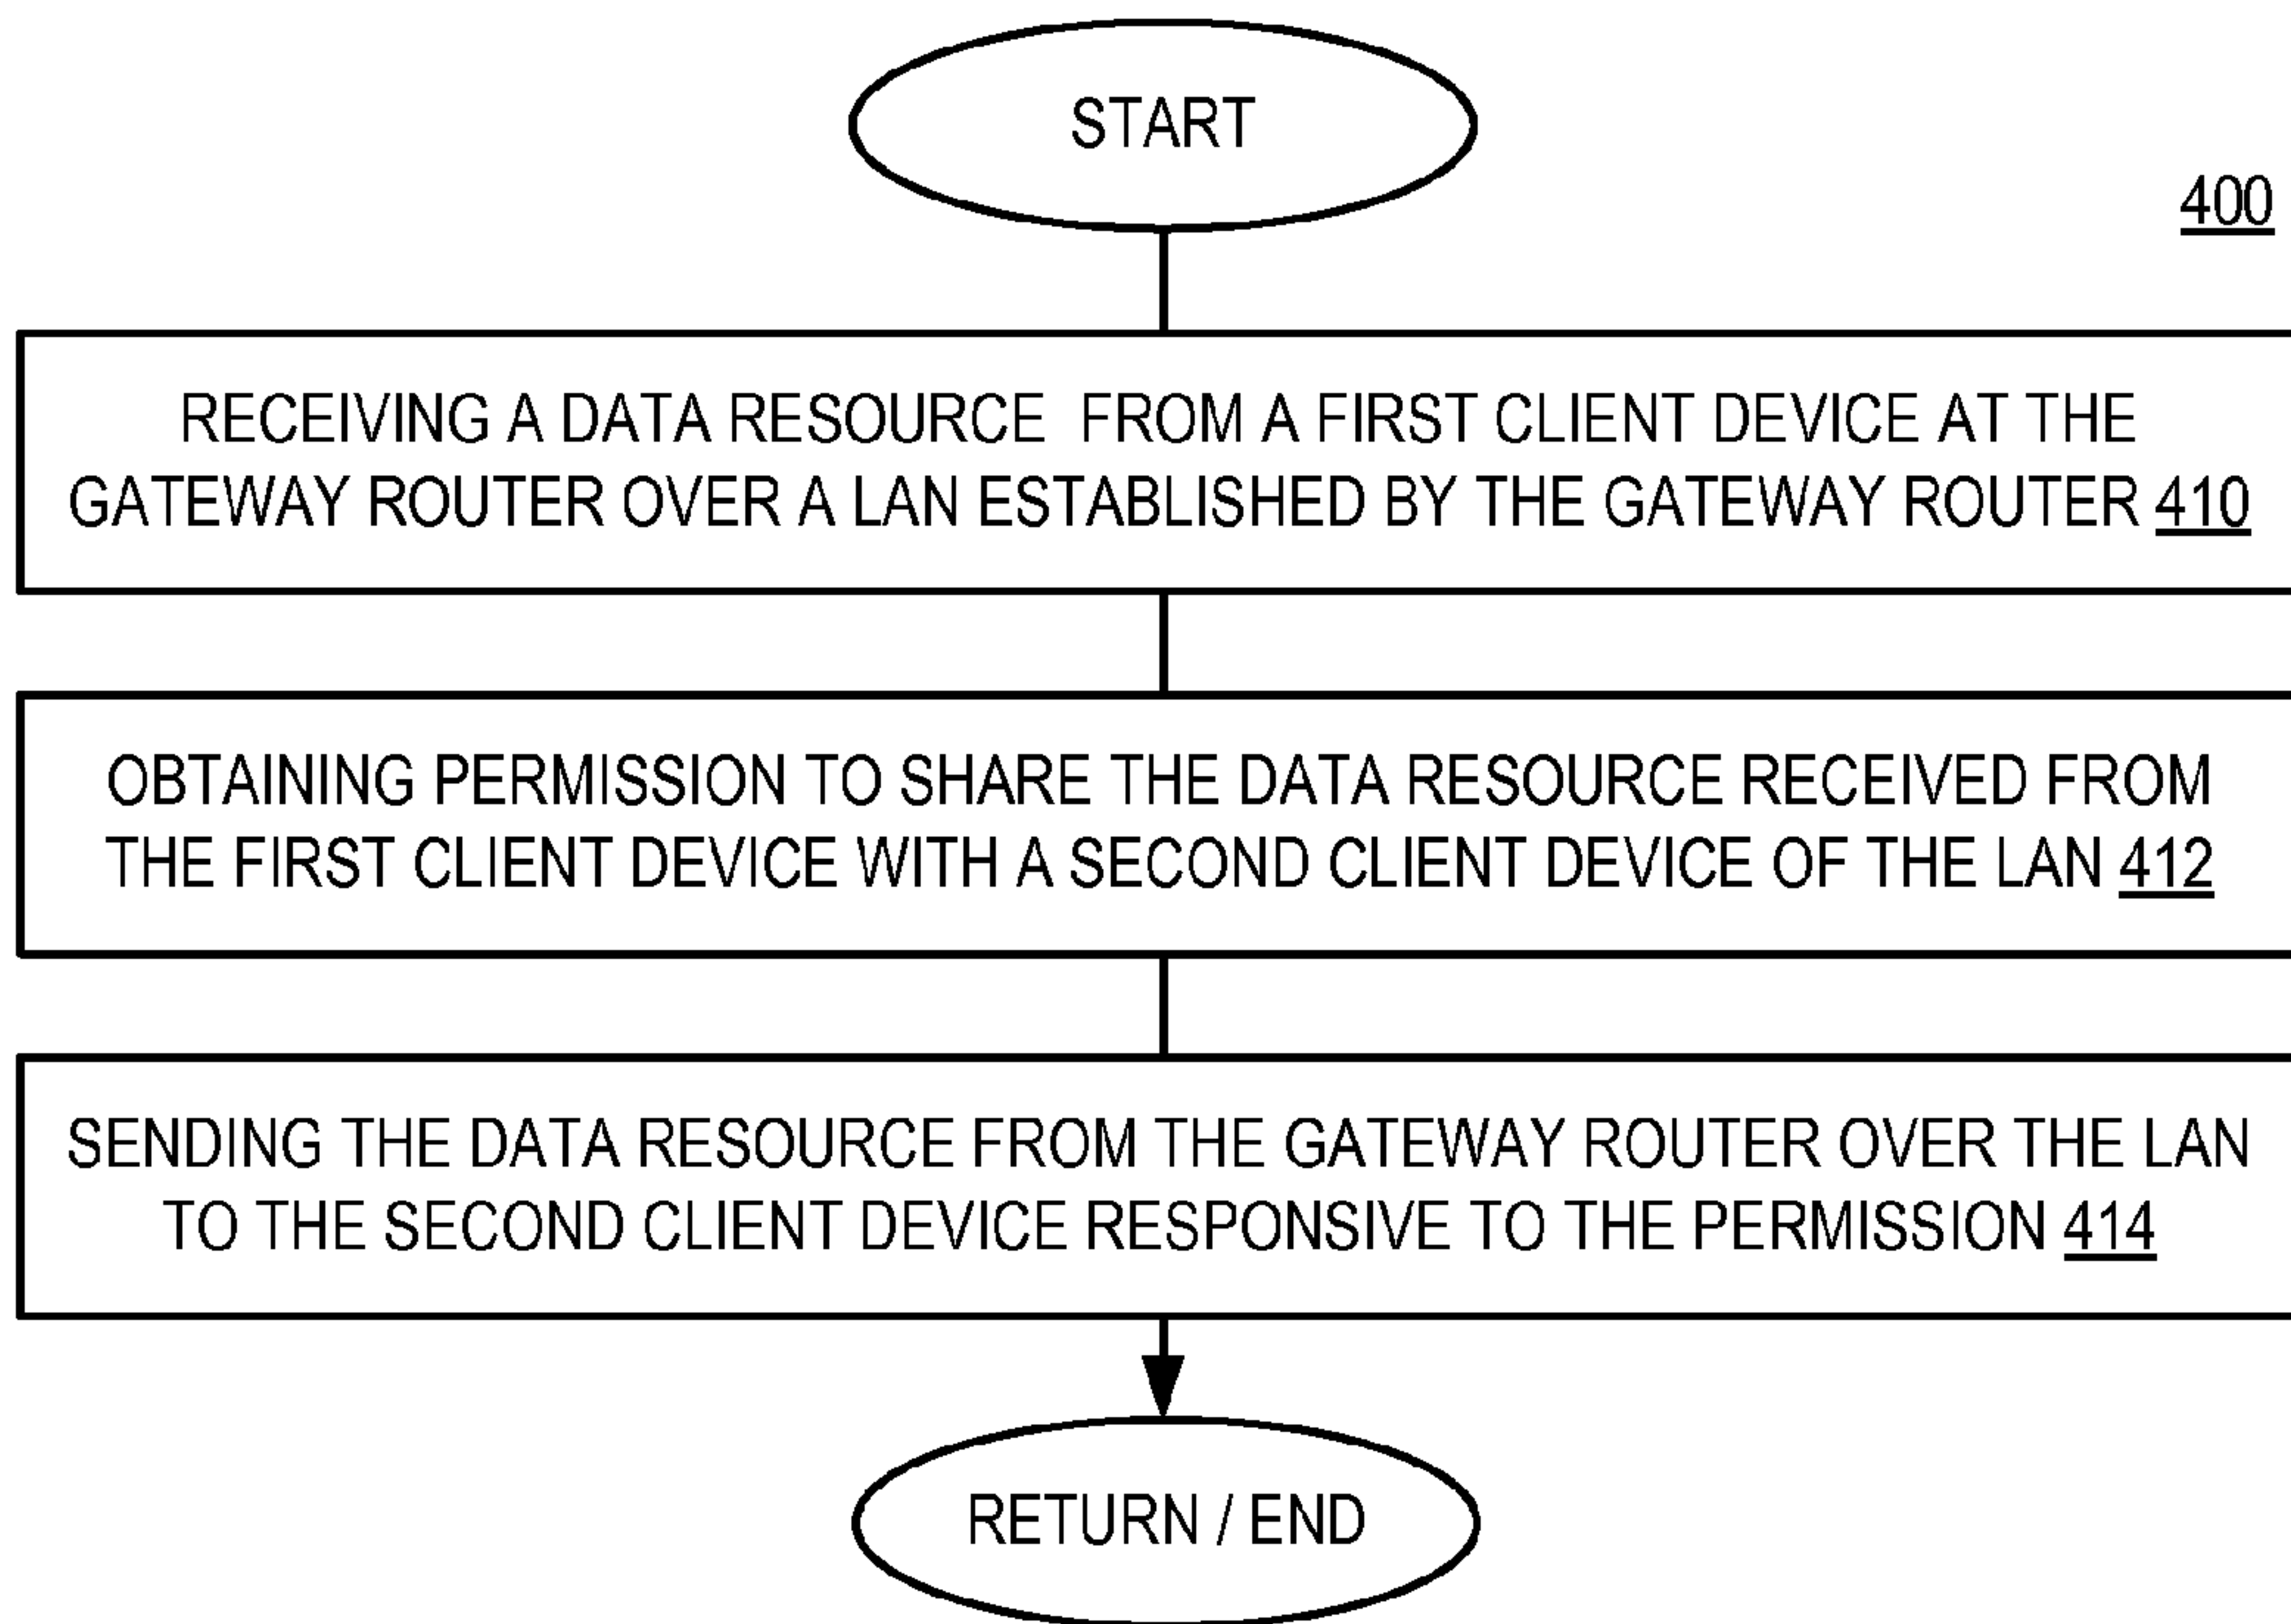 START
400
RECEIVING A DATA RESOURCE FROM A FIRST CLIENT DEVICE AT THE
GATEWAY ROUTER OVER A LAN ESTABLISHED BY THE GATEWAY ROUTER 410
OBTAINING PERMISSION TO SHARE THE DATA RESOURCE RECEIVED FROM
THE FIRST CLIENT DEVICE WITH A SECOND CLIENT DEVICE OF THE LAN 412
SENDING THE DATA RESOURCE FROM THE GATEWAY ROUTER OVER THE LAN
TO THE SECOND CLIENT DEVICE RESPONSIVE TO THE PERMISSION 414
RETURN / END